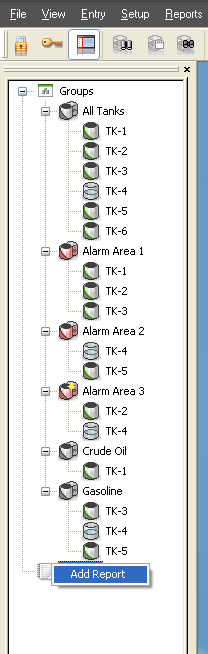 File View Entry Setup Reports
Groups
All Tanks
TK-1
TK-2
TK-3
TK-4
TK-5
TK-6
Alarm Area 1
TK-1
TK-2
TK-3
Alarm Area 2
TK-4
TK-5
Alarm Area 3
TK-2
TK-4
Crude Oil
TK-1
Gasoline
TK-3
TK-4
TK-5
Add Report